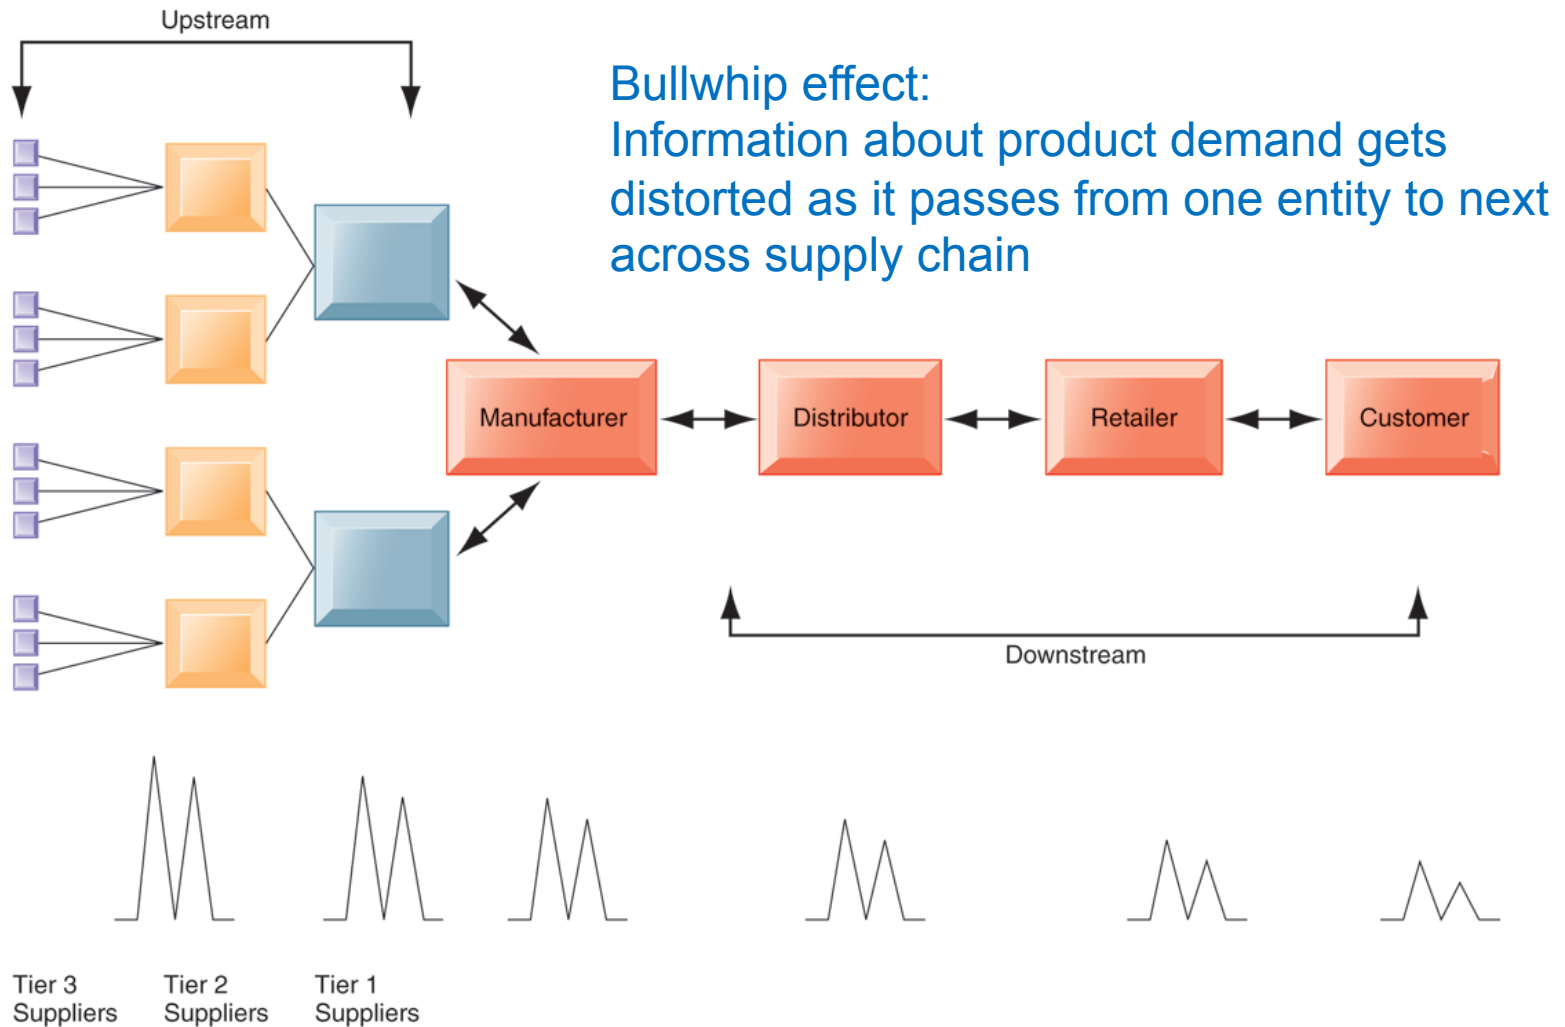 Upstream
Bullwhip effect:
Information about product demand gets
distorted as it passes from one entity to next
across supply chain
Manufacturer
Distributor
Retailer
Customer
Downstream
Tier 3
Suppliers
Tier 2
Suppliers
Tier 1
Suppliers